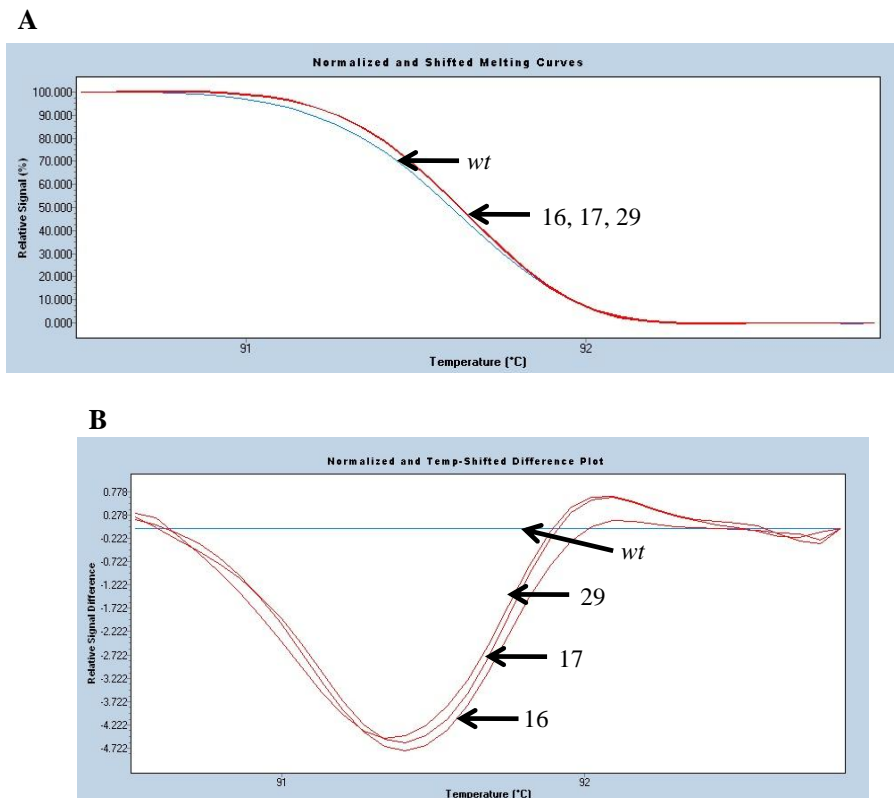 A
Normalized and Shifted Melting Curves
Relative Signal (%)
100.000
90.000
80.000
70.000
60.000
50.000
40.000
30.000
20.000
10.000
0.000
wt
16, 17, 29
91
92
Temperature (°C)
B
Normalized and Temp-Shifted Difference Plot
Relative Signal Difference
0.778
0.278
-0.222
-0.722
-1.222
-1.722
-2.222
-2.722
-3.222
-3.722
-4.222
-4.722
wt
29
17
16
91
92
Temperature (°C)